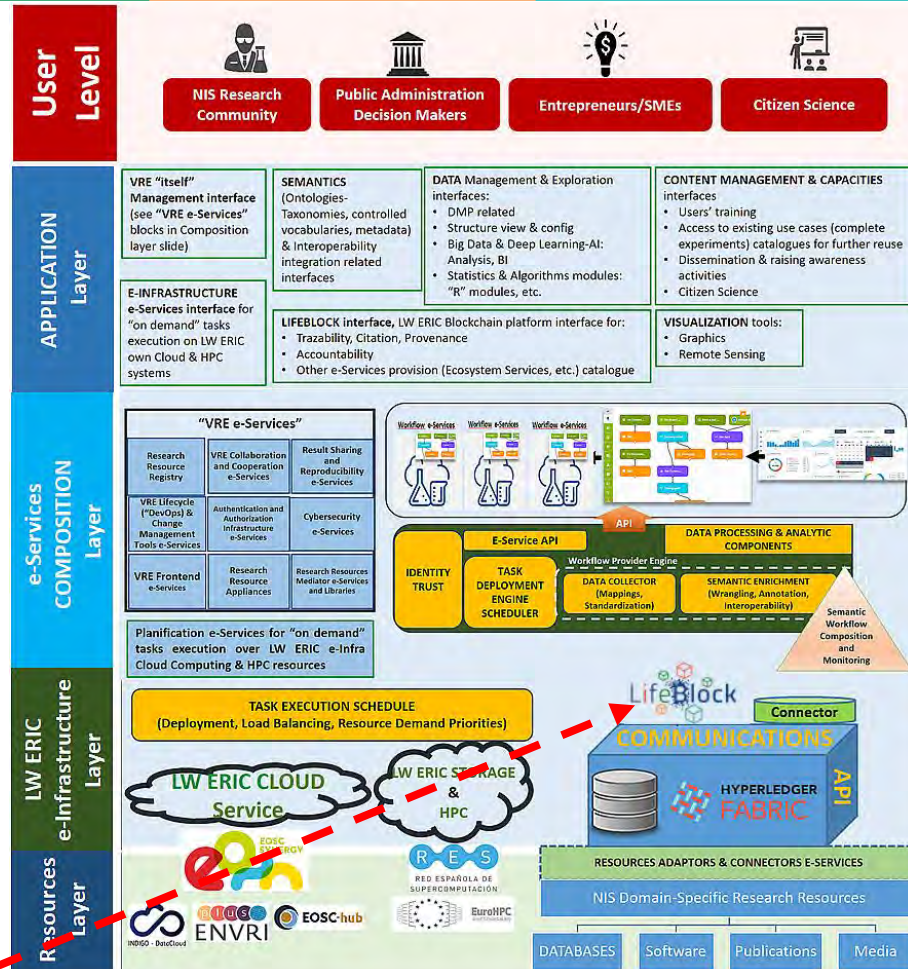 User
Level
NIS Research
Community
Public Administration
Decision Makers
Entrepreneurs/SMEs
Citizen Science
APPLICATION
Layer
VRE “itself”
Management interface
(see “VRE e-Services”
blocks in Composition
layer slide)
SEMANTICS
(Ontologies-
Taxonomies, controlled
vocabularies, metadata)
& Interoperability
integration related
interfaces
DATA Management & Exploration
interfaces:
• DMP related
• Structure view & config
• Big Data & Deep Learning-AI:
Analysis, BI
• Statistics & Algorithms modules:
“R” modules, etc.
CONTENT MANAGEMENT & CAPACITIES
interfaces
• Users’ training
• Access to existing use cases (complete
experiments) catalogues for further reuse
• Dissemination & raising awareness
activities
• Citizen Science
E-INFRASTRUCTURE
e-Services interface for
“on demand” tasks
execution on LW ERIC
own Cloud & HPC
systems
LIFEBLOCK interface, LW ERIC Blockchain platform interface for:
• Trazability, Citation, Provenance
• Accountability
• Other e-Services provision (Ecosystem Services, etc.) catalogue
VISUALIZATION tools:
• Graphics
• Remote Sensing
e-Services
COMPOSITION
Layer
“VRE e-Services”
Research
Resource
Registry
VRE Collaboration
and Cooperation
e-Services
Result Sharing
and
Reproducibility
e-Services
VRE Lifecycle
(“DevOps) &
Change
Management
Tools e-Services
Authentication and
Authorization
Infrastructure
e-Services
Cybersecurity
e-Services
VRE Frontend
e-Services
Research
Resource
Appliances
Research Resources
Mediator e-Services
and Libraries
Planification e-Services for “on demand”
tasks execution over LW ERIC e-Infra
Cloud Computing & HPC resources
Workflow e-Services
Workflow e-Services
Workflow e-Services
API
IDENTITY
TRUST
E-Service API
TASK
DEPLOYMENT
ENGINE
SCHEDULER
DATA PROCESSING & ANALYTIC
COMPONENTS
Workflow Provider Engine
DATA COLLECTOR
(Mappings,
Standardization)
SEMANTIC ENRICHMENT
(Wrangling, Annotation,
Interoperability)
Semantic
Workflow
Composition
and
Monitoring
LW ERIC
e-Infrastructure
Layer
TASK EXECUTION SCHEDULE
(Deployment, Load Balancing, Resource Demand Priorities)
LW ERIC CLOUD
Service
LW ERIC STORAGE
&
HPC
LifeBlock
Connector
COMMUNICATIONS
API
HYPERLEDGER
FABRIC
Resources
Layer
EOSC
SYNERGY
INDIGO - DataCloud
plus
ENVRI
EOSC-hub
RES
RED ESPAÑOLA DE
SUPERCOMPUTACIÓN
EuroHPC
RESOURCES ADAPTORS & CONNECTORS E-SERVICES
NIS Domain-Specific Research Resources
DATABASES
Software
Publications
Media